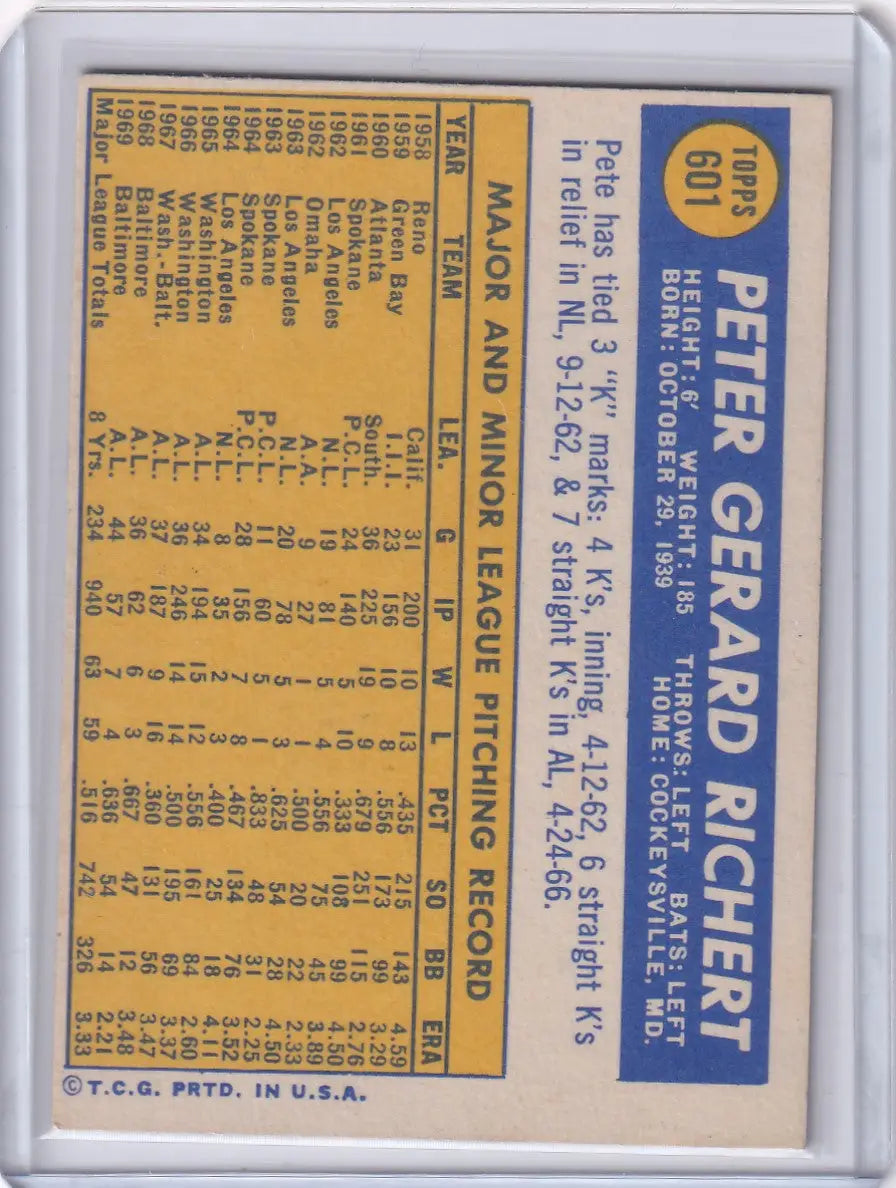 TOPPS
601
PETER GERARD RICHERT
HEIGHT: 6' WEIGHT: 185 THROWS: LEFT BATS: LEFT
BORN: OCTOBER 29, 1939 HOME: COCKEYSVILLE, MD.
Pete has tied 3 "K" marks: 4 K's, inning, 4-12-62, 6 straight K's
in relief in NL, 9-12-62, & 7 straight K's in AL, 4-24-66.
MAJOR AND MINOR LEAGUE PITCHING RECORD
YEAR TEAM LEA. G IP W L PCT SO BB ERA
1958 Reno Calif. 31 200 10 13 .435 215 143 4.59
1959 Green Bay I.I.I. 23 156 10 8 .556 173 99 3.29
1960 Atlanta South. 36 225 19 9 .679 251 115 2.76
1961 Spokane P.C.L. 24 140 5 10 .333 108 99 4.50
1962 Los Angeles N.L. 19 81 5 4 .556 75 45 3.89
1962 Omaha A.A. 9 27 1 1 .500 20 22 2.33
1963 Los Angeles N.L. 20 78 5 3 .625 54 28 4.50
1963 Spokane P.C.L. 11 60 5 1 .833 48 31 2.25
1964 Spokane P.C.L. 28 156 7 8 .467 134 76 3.52
1964 Los Angeles N.L. 8 35 2 3 .400 25 18 4.11
1965 Washington A.L. 34 194 15 12 .556 161 84 2.60
1966 Washington A.L. 36 246 14 14 .500 195 69 3.37
1967 Wash.-Balt. A.L. 37 187 9 16 .360 131 56 3.47
1968 Baltimore A.L. 36 62 6 3 .667 47 12 3.48
1969 Baltimore A.L. 44 57 7 4 .636 54 14 2.21
Major League Totals 8 Yrs. 234 940 63 59 .516 742 326 3.33
© T.C.G. PRTD. IN U.S.A.